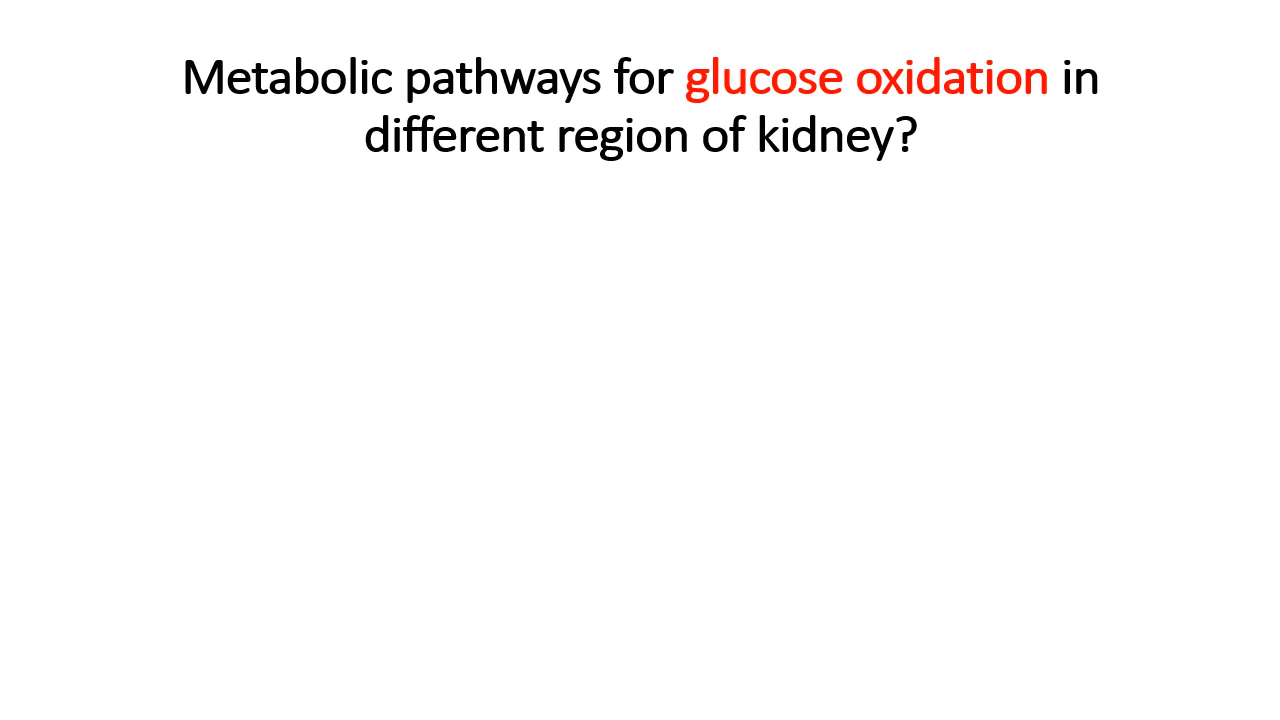 Metabolic pathways for glucose oxidation in
different region of kidney?